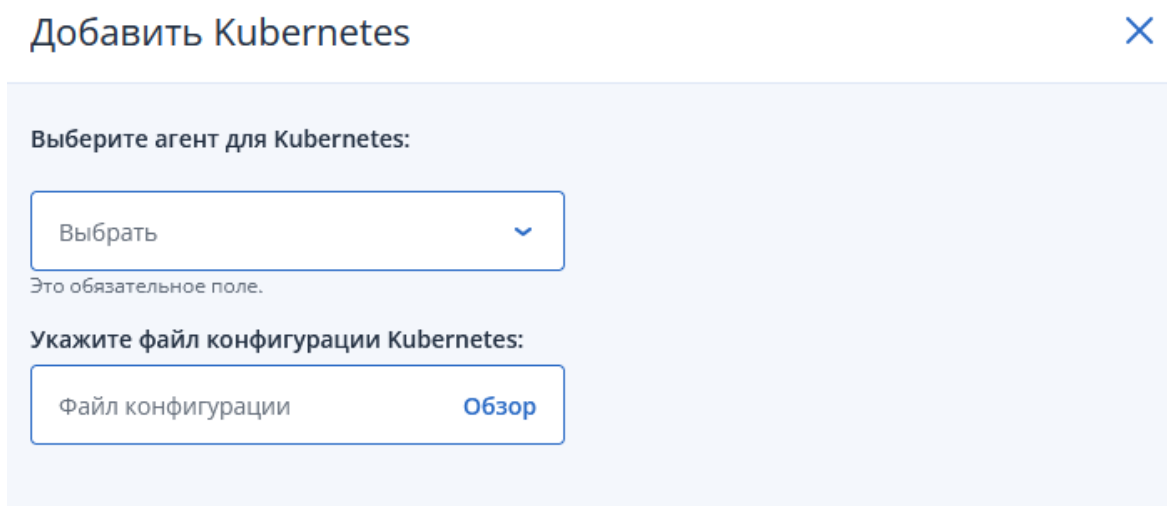 Добавить Kubernetes
Выберите агент для Kubernetes:
Выбрать
Это обязательное поле.
Укажите файл конфигурации Kubernetes:
Файл конфигурации Обзор